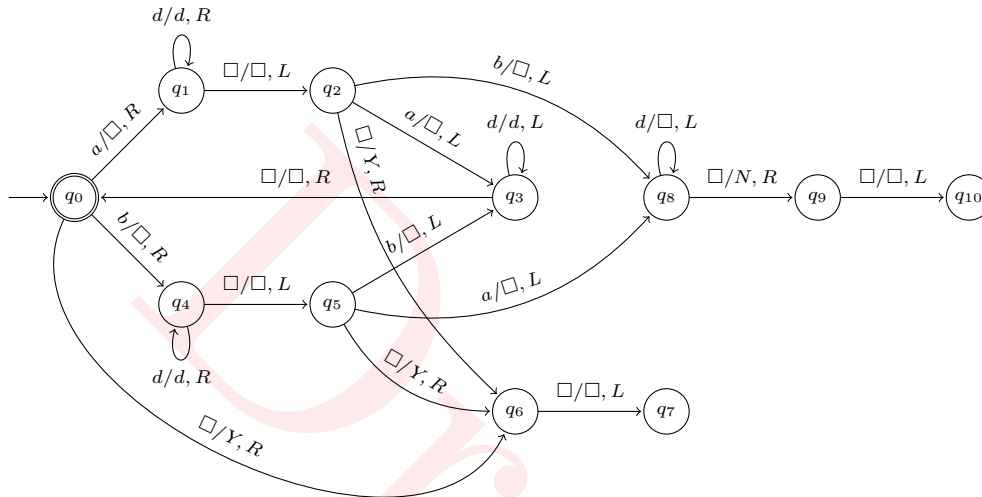 d/d, R
□/□, L
q1
q2
b/□, L
a/□, R
a/□, L
d/d, L
d/□, L
□/Y, R
□/□, R
□/N, R
□/□, L
q0
q3
q8
q9
q10
b/□, R
b/□, L
□/□, L
a/□, L
q4
q5
d/d, R
□/Y, R
□/□, L
q6
q7
□/Y, R